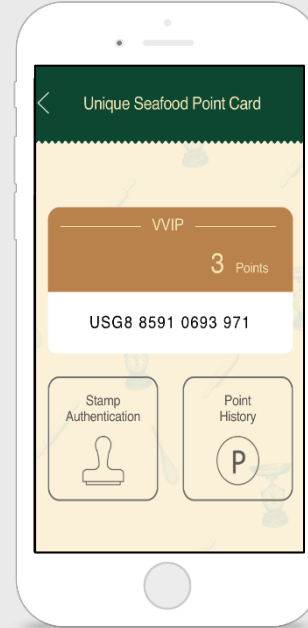 Unique Seafood Point Card
VVIP
3 Points
USG8 8591 0693 971
Stamp
Authentication
Point
History
P